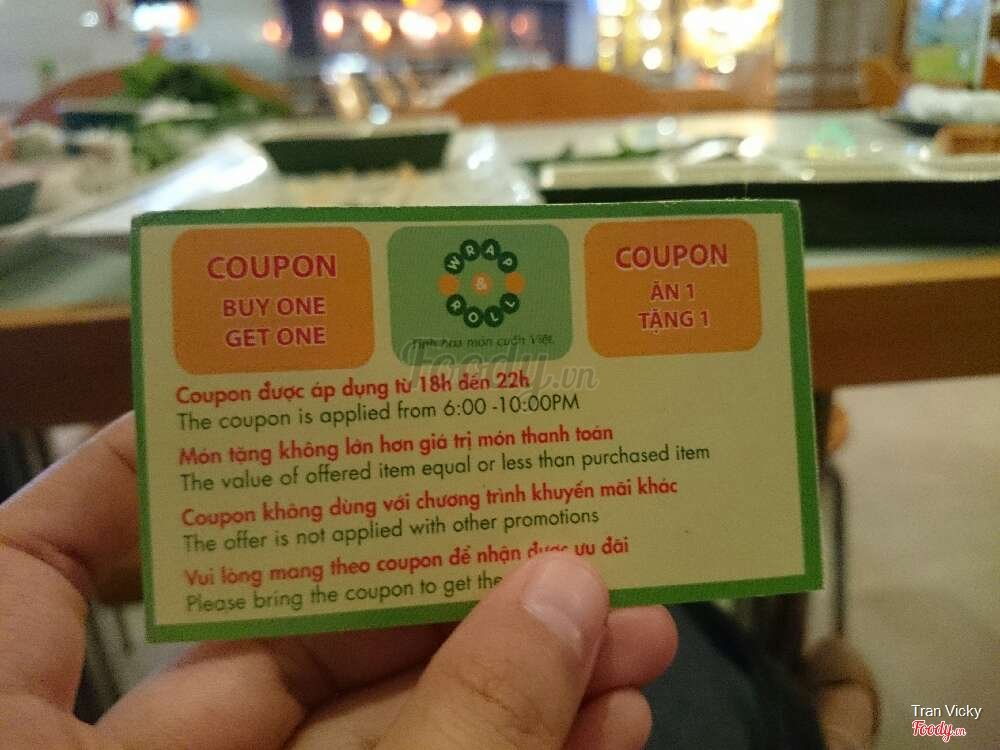 COUPON
BUY ONE
GET ONE
WRAP
&
ROLL
Tinh hoa món cuốn Việt
COUPON
ĂN 1
TẶNG 1
Foody.vn
Coupon được áp dụng từ 18h đến 22h
The coupon is applied from 6:00 -10:00PM
Món tặng không lớn hơn giá trị món thanh toán
The value of offered item equal or less than purchased item
Coupon không dùng với chương trình khuyến mãi khác
The offer is not applied with other promotions
Vui lòng mang theo coupon để nhận được ưu đãi
Please bring the coupon to get the
Tran Vicky
Foody.vn